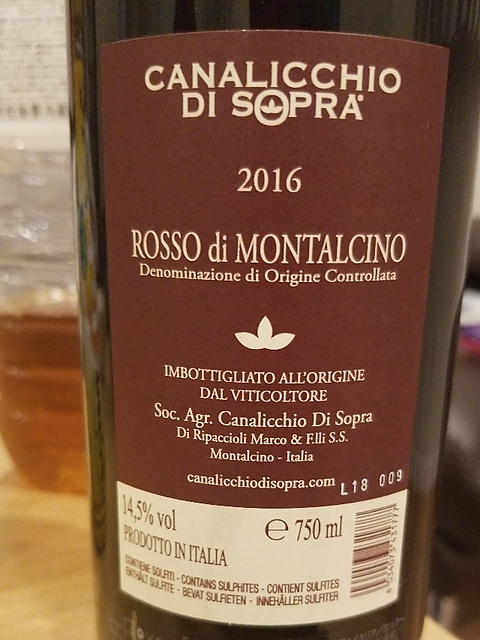 CANALICCHIO
DI SOPRA
2016
ROSSO di MONTALCINO
Denominazione di Origine Controllata
IMBOTTIGLIATO ALL'ORIGINE
DAL VITICOLTORE
Soc. Agr. Canalicchio Di Sopra
Di Ripaccioli Marco & F.lli S.S.
Montalcino - Italia
canalicchiodisopra.com
L18 009
14,5% vol
℮ 750 ml
PRODOTTO IN ITALIA
CONTIENE SOLFITI - CONTAINS SULPHITES - CONTIENT SULFITES
ENTHÄLT SULFITE - BEVAT SULFIETEN - INNEHÅLLER SULFITER